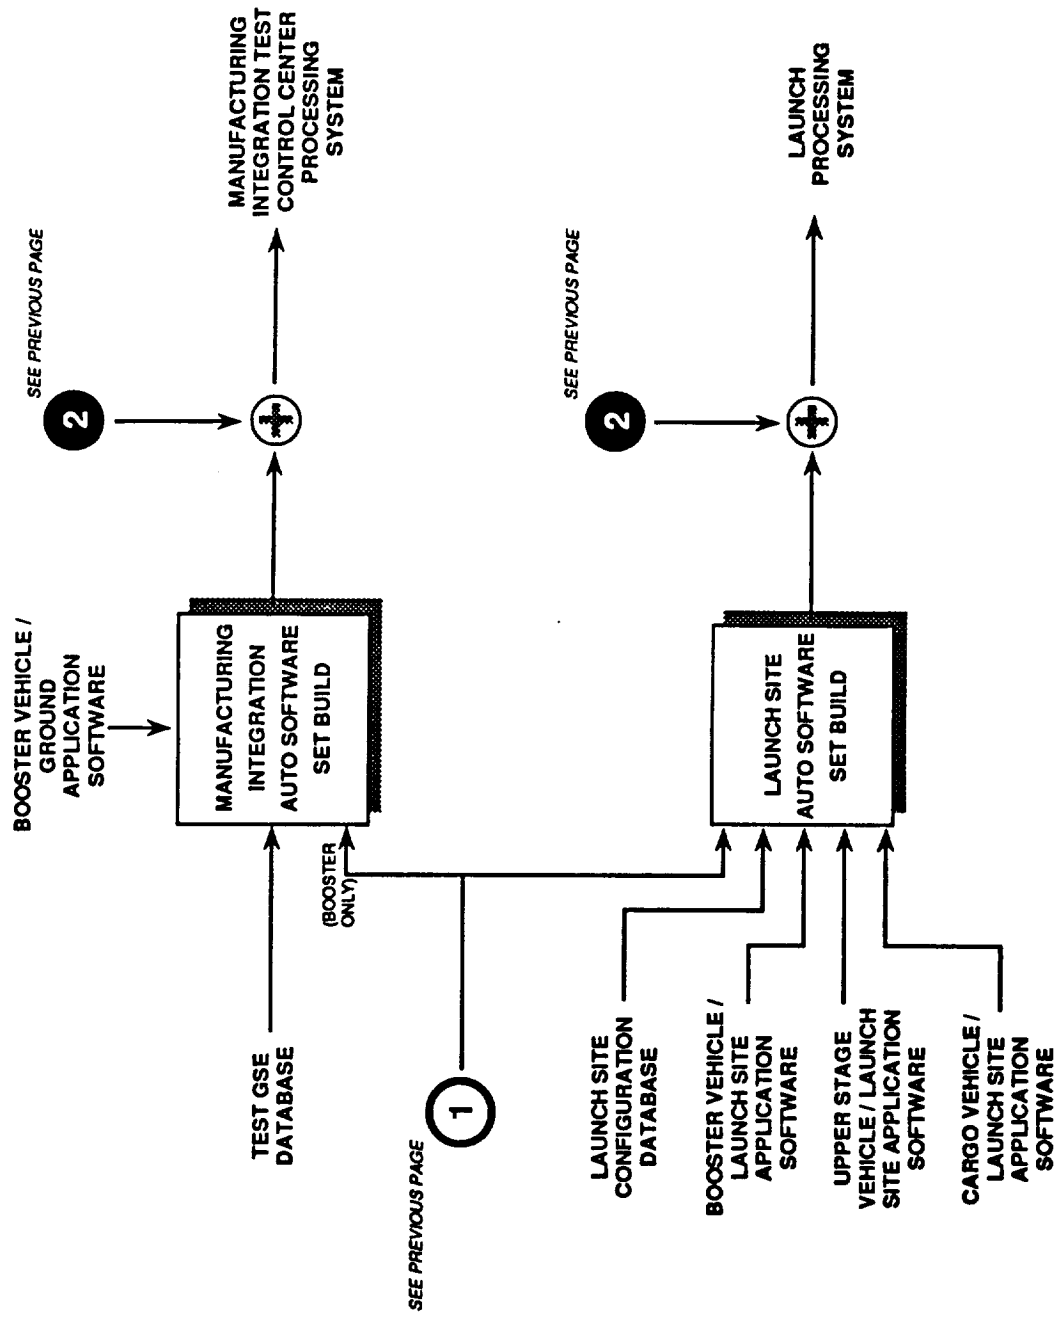 BOOSTER VEHICLE /
GROUND
APPLICATION
SOFTWARE
SEE PREVIOUS PAGE
2
TEST GSE
DATABASE
(BOOSTER
ONLY)
MANUFACTURING
INTEGRATION
AUTO SOFTWARE
SET BUILD
+
MANUFACTURING
INTEGRATION TEST
CONTROL CENTER
PROCESSING
SYSTEM
SEE PREVIOUS PAGE
1
SEE PREVIOUS PAGE
2
LAUNCH SITE
CONFIGURATION
DATABASE
BOOSTER VEHICLE /
LAUNCH SITE
APPLICATION
SOFTWARE
UPPER STAGE
VEHICLE / LAUNCH
SITE APPLICATION
SOFTWARE
CARGO VEHICLE /
LAUNCH SITE
APPLICATION
SOFTWARE
LAUNCH SITE
AUTO SOFTWARE
SET BUILD
+
LAUNCH
PROCESSING
SYSTEM